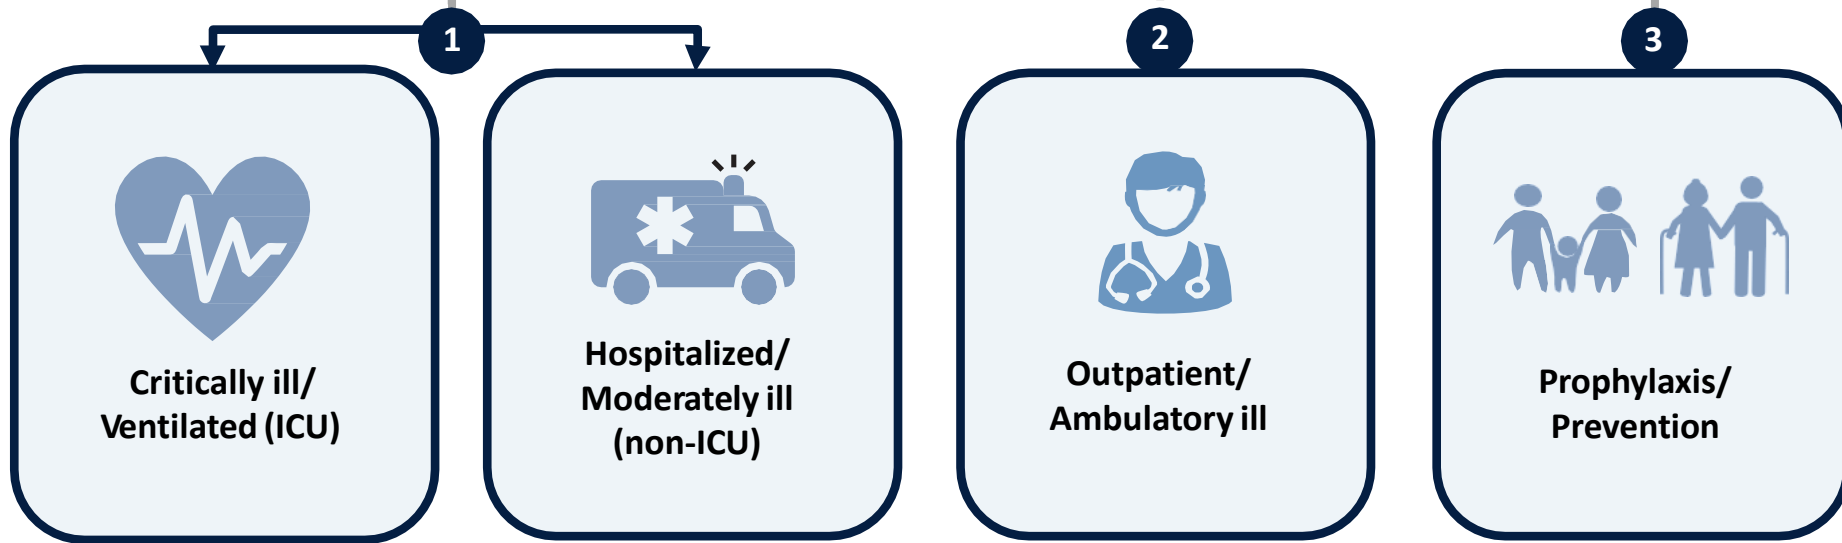 1
2
3
Critically ill/
Ventilated (ICU)
Hospitalized/
Moderately ill
(non-ICU)
Outpatient/
Ambulatory ill
Prophylaxis/
Prevention